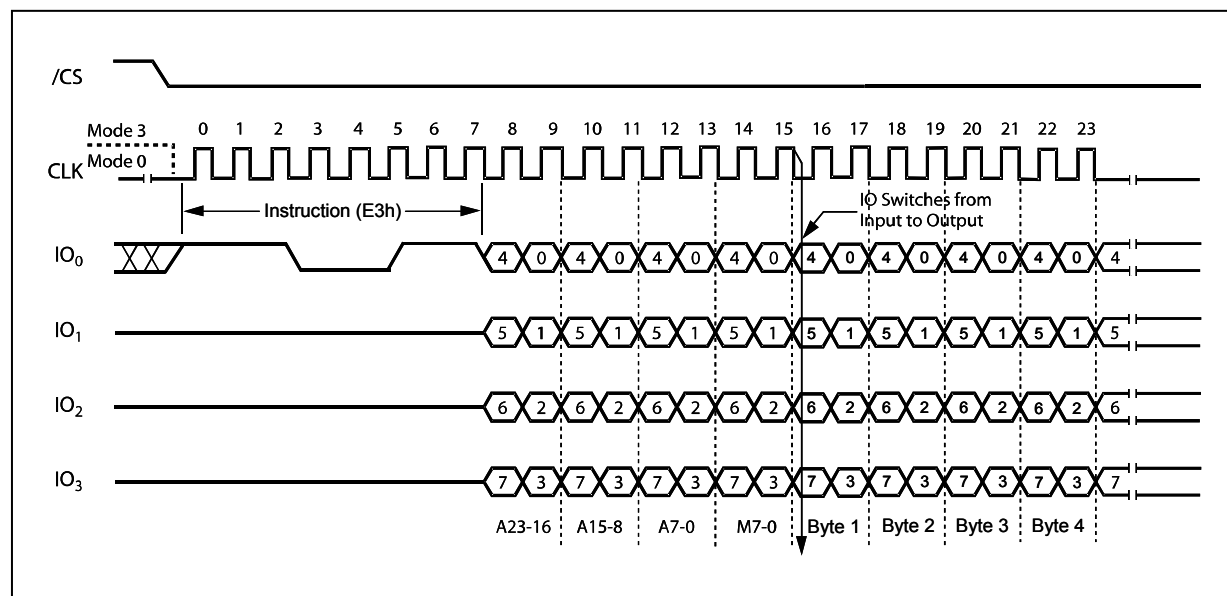 /CS
Mode 3
0 1 2 3 4 5 6 7 8 9 10 11 12 13 14 15 16 17 18 19 20 21 22 23
CLK
Mode 0
Instruction (E3h)
IO Switches from
Input to Output
IO0 4 0 4 0 4 0 4 0 4 0 4 0 4 0 4 0 4
IO1 5 1 5 1 5 1 5 1 5 1 5 1 5 1 5 1 5
IO2 6 2 6 2 6 2 6 2 6 2 6 2 6 2 6 2 6
IO3 7 3 7 3 7 3 7 3 7 3 7 3 7 3 7 3 7
A23-16 A15-8 A7-0 M7-0 Byte 1 Byte 2 Byte 3 Byte 4